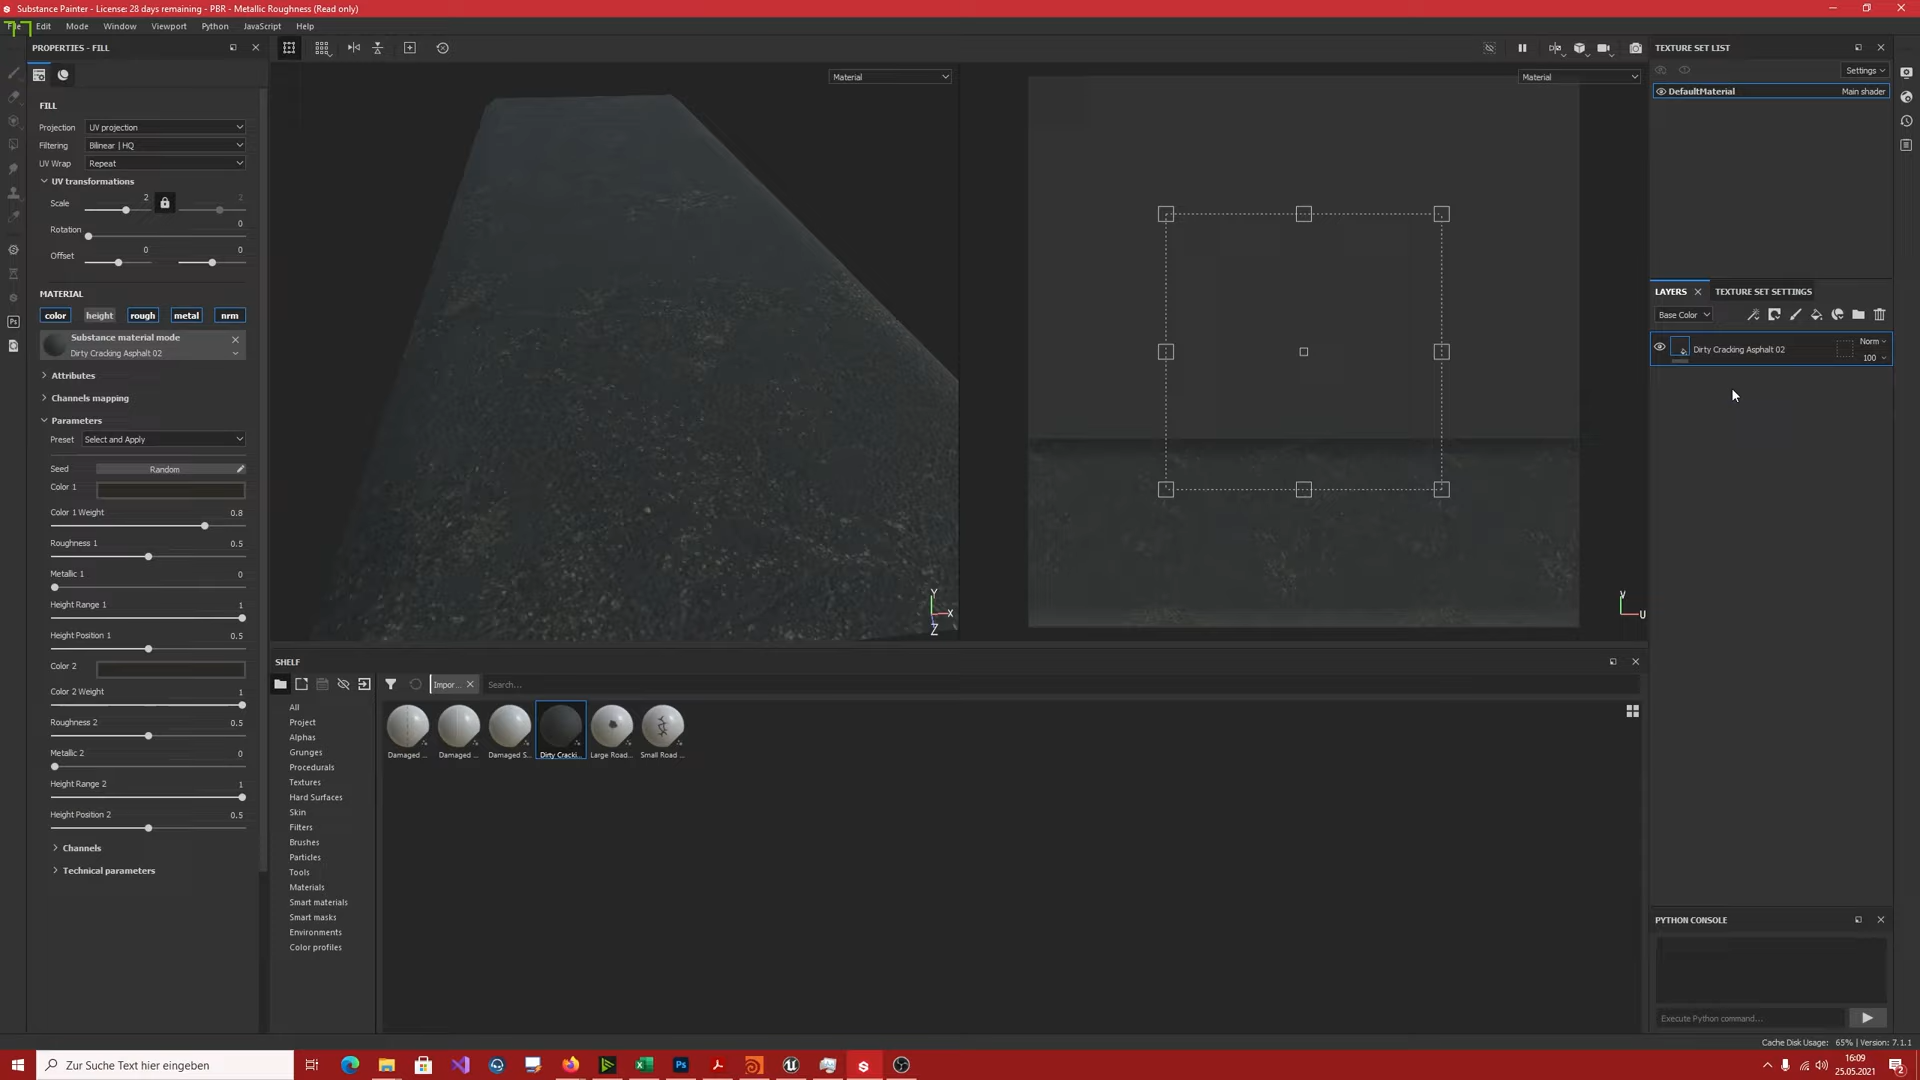 Substance Painter - License: 28 days remaining - PBR - Metallic Roughness (Read only)
File Edit Mode Window Viewport Python JavaScript Help
PROPERTIES - FILL
FILL
Projection UV projection
Filtering Bilinear | HQ
UV Wrap Repeat
UV transformations
Scale 2 2
Rotation 0
Offset 0 0
MATERIAL
color height rough metal nrm
Substance material mode
Dirty Cracking Asphalt 02
Attributes
Channels mapping
Parameters
Preset Select and Apply
Seed Random
Color 1
Color 1 Weight 0.8
Roughness 1 0.5
Metallic 1 0
Height Range 1 1
Height Position 1 0.5
Color 2
Color 2 Weight 1
Roughness 2 0.5
Metallic 2 0
Height Range 2 1
Height Position 2 0.5
Channels
Technical parameters
Material
Y
X
Z
Material
V
U
SHELF
Impor... Search...
All
Project
Alphas
Grunges
Procedurals
Textures
Hard Surfaces
Skin
Filters
Brushes
Particles
Tools
Materials
Smart materials
Smart masks
Environments
Color profiles
Damaged ... Damaged ... Damaged S... Dirty Cracki... Large Road... Small Road ...
TEXTURE SET LIST
Settings
DefaultMaterial Main shader
LAYERS TEXTURE SET SETTINGS
Base Color
Dirty Cracking Asphalt 02 Norm
100
PYTHON CONSOLE
Execute Python command...
Cache Disk Usage: 65% | Version: 7.1.1
Zur Suche Text hier eingeben
16:09
25.05.2021
2